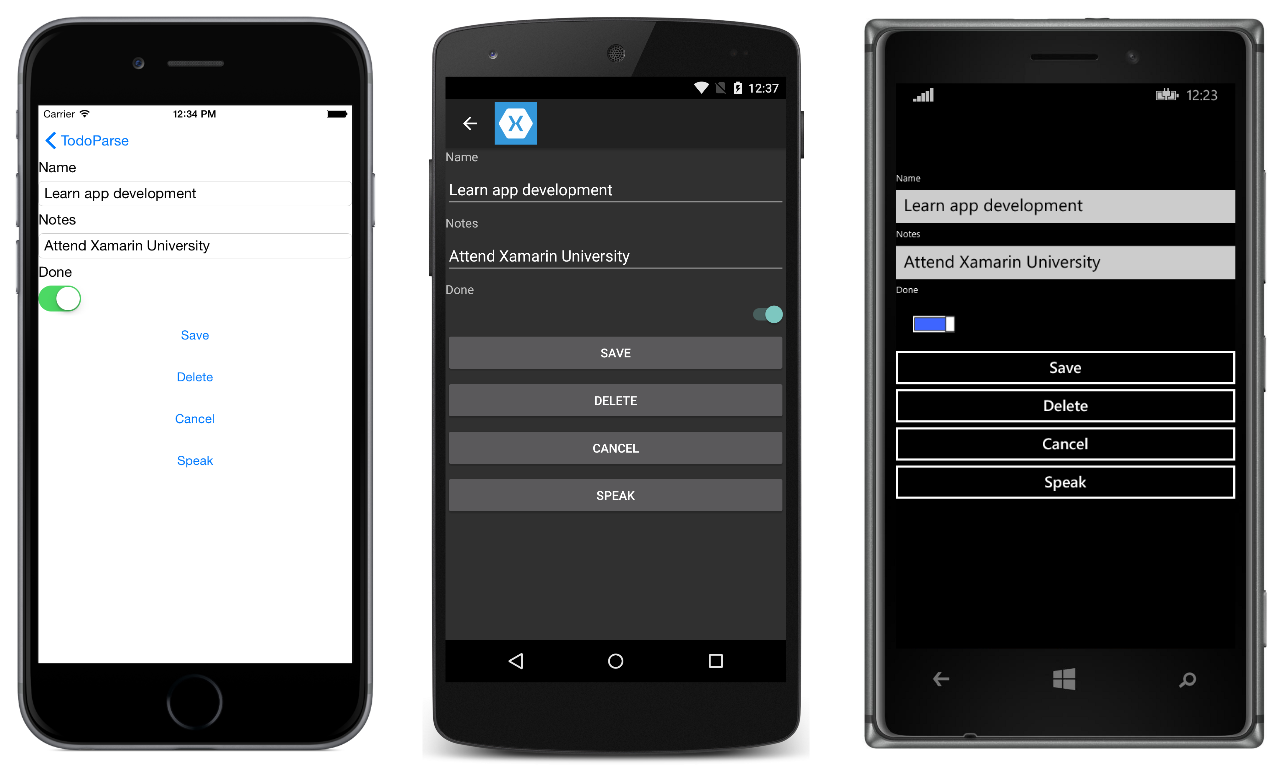 Carrier 12:34 PM
TodoParse
Name
Learn app development
Notes
Attend Xamarin University
Done
Save
Delete
Cancel
Speak
12:37
X
Name
Learn app development
Notes
Attend Xamarin University
Done
SAVE
DELETE
CANCEL
SPEAK
12:23
Name
Learn app development
Notes
Attend Xamarin University
Done
Save
Delete
Cancel
Speak